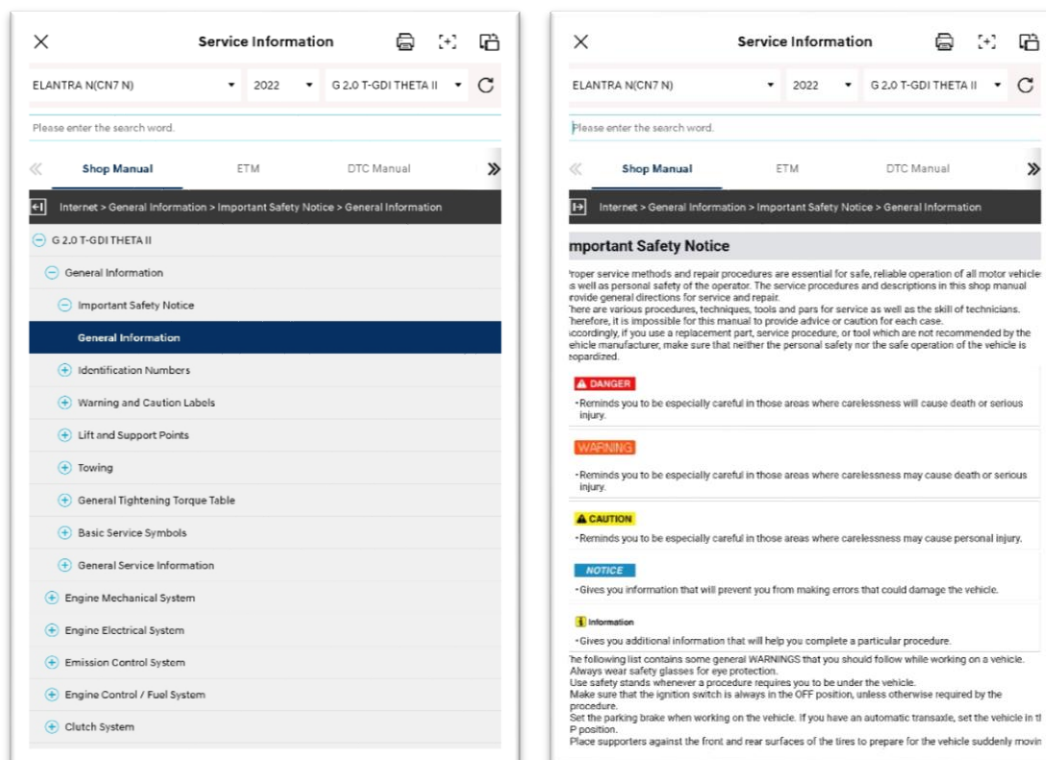 Service Information
ELANTRA N(CN7 N)
2022
G 2.0 T-GDI THETA II
Please enter the search word.
Shop Manual
ETM
DTC Manual
Internet > General Information > Important Safety Notice > General Information
G 2.0 T-GDI THETA II
General Information
Important Safety Notice
General Information
Identification Numbers
Warning and Caution Labels
Lift and Support Points
Towing
General Tightening Torque Table
Basic Service Symbols
General Service Information
Engine Mechanical System
Engine Electrical System
Emission Control System
Engine Control / Fuel System
Clutch System
Service Information
ELANTRA N(CN7 N)
2022
G 2.0 T-GDI THETA II
Please enter the search word.
Shop Manual
ETM
DTC Manual
Internet > General Information > Important Safety Notice > General Information
mportant Safety Notice
roper service methods and repair procedures are essential for safe, reliable operation of all motor vehicle
s well as personal safety of the operator. The service procedures and descriptions in this shop manual
rovide general directions for service and repair.
here are various procedures, techniques, tools and pars for service as well as the skill of technicians.
herefore, it is impossible for this manual to provide advice or caution for each case.
ccordingly, if you use a replacement part, service procedure, or tool which are not recommended by the
ehicle manufacturer, make sure that neither the personal safety nor the safe operation of the vehicle is
eopardized.
DANGER
•Reminds you to be especially careful in those areas where carelessness will cause death or serious
injury.
WARNING
•Reminds you to be especially careful in those areas where carelessness may cause death or serious
injury.
CAUTION
•Reminds you to be especially careful in those areas where carelessness may cause personal injury.
NOTICE
•Gives you information that will prevent you from making errors that could damage the vehicle.
Information
•Gives you additional information that will help you complete a particular procedure.
he following list contains some general WARNINGS that you should follow while working on a vehicle.
Always wear safety glasses for eye protection.
Use safety stands whenever a procedure requires you to be under the vehicle.
Make sure that the ignition switch is always in the OFF position, unless otherwise required by the
procedure.
Set the parking brake when working on the vehicle. If you have an automatic transaxle, set the vehicle in tl
P position.
Place supporters against the front and rear surfaces of the tires to prepare for the vehicle suddenly movin